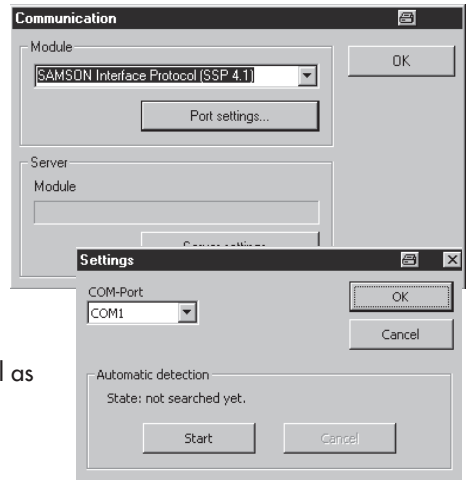 Communication
Module
SAMSON Interface Protocol (SSP 4.1)
OK
Port settings...
Server
Module
Settings
COM-Port
COM1
OK
Cancel
l as
Automatic detection
State: not searched yet.
Start
Cancel